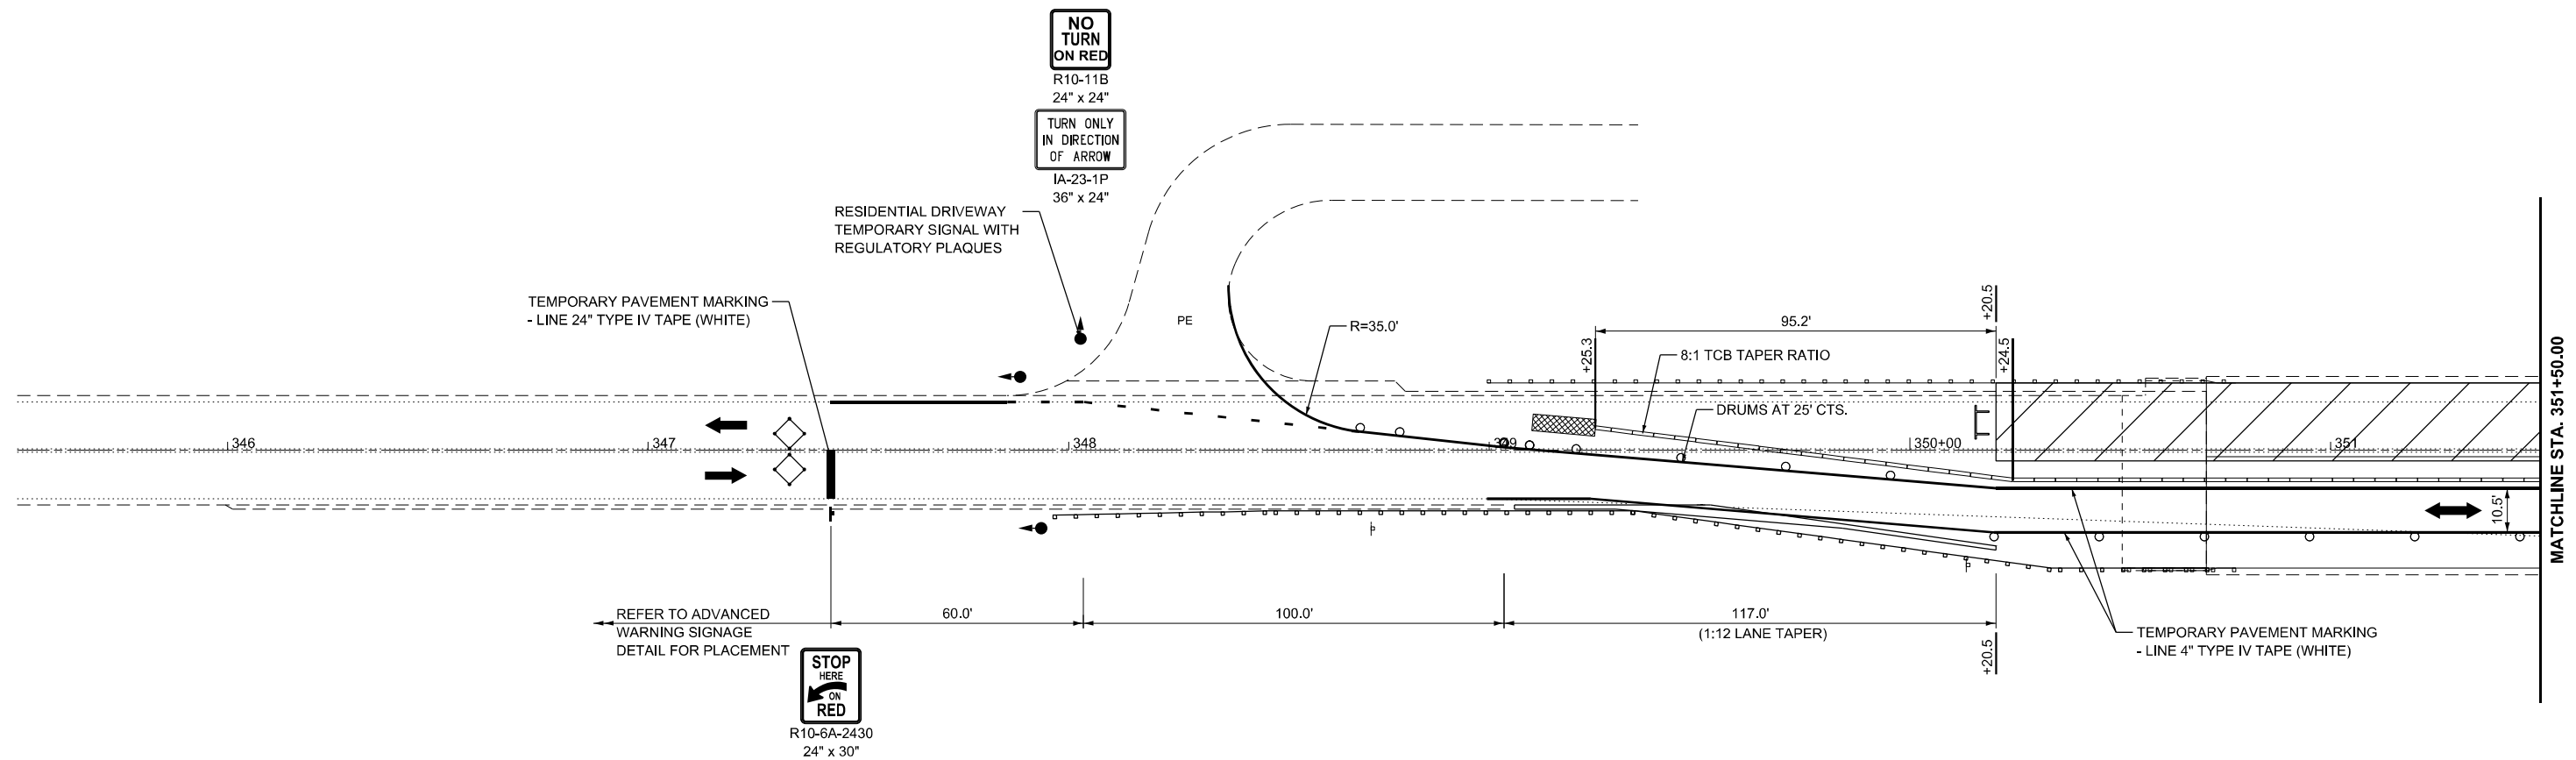 NO
TURN
ON RED
R10-11B
24" x 24"
TURN ONLY
IN DIRECTION
OF ARROW
IA-23-1P
36" x 24"
RESIDENTIAL DRIVEWAY
TEMPORARY SIGNAL WITH
REGULATORY PLAQUES
TEMPORARY PAVEMENT MARKING
- LINE 24" TYPE IV TAPE (WHITE)
PE
R=35.0'
95.2'
+20.5
+25.3
+24.5
8:1 TCB TAPER RATIO
DRUMS AT 25' CTS.
346
347
348
349
350+00
351
10.5'
MATCHLINE STA. 351+50.00
REFER TO ADVANCED
WARNING SIGNAGE
DETAIL FOR PLACEMENT
60.0'
100.0'
117.0'
(1:12 LANE TAPER)
+20.5
TEMPORARY PAVEMENT MARKING
- LINE 4" TYPE IV TAPE (WHITE)
STOP
HERE
ON
RED
R10-6A-2430
24" x 30"